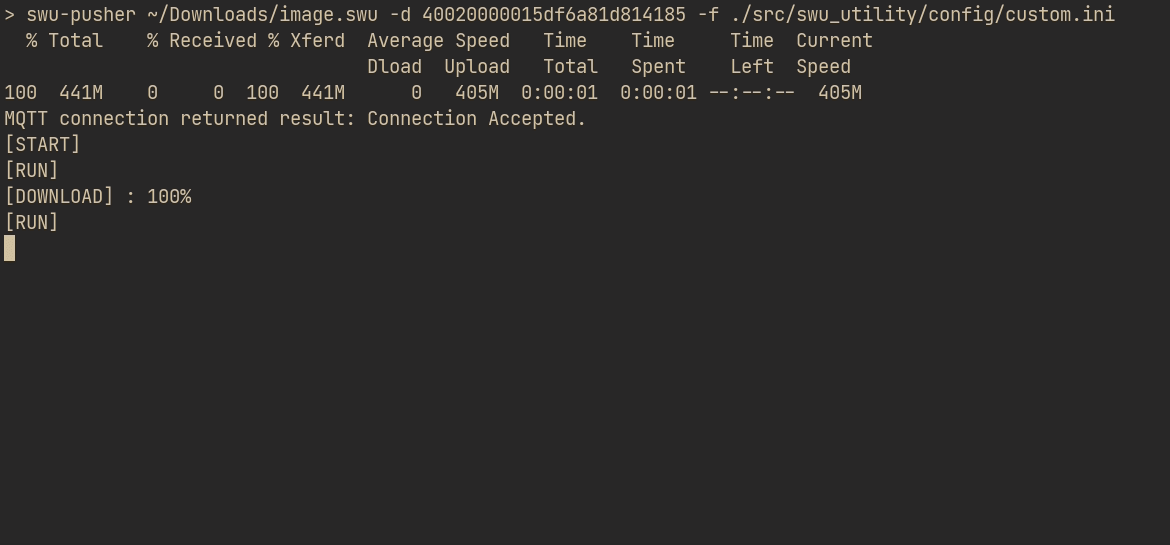 > swu-pusher ~/Downloads/image.swu -d 40020000015df6a81d814185 -f ./src/swu_utility/config/custom.ini
  % Total    % Received % Xferd  Average Speed   Time    Time     Time  Current
                                 Dload  Upload   Total   Spent    Left  Speed
100  441M    0     0  100  441M      0   405M  0:00:01  0:00:01 --:--:--  405M
MQTT connection returned result: Connection Accepted.
[START]
[RUN]
[DOWNLOAD] : 100%
[RUN]